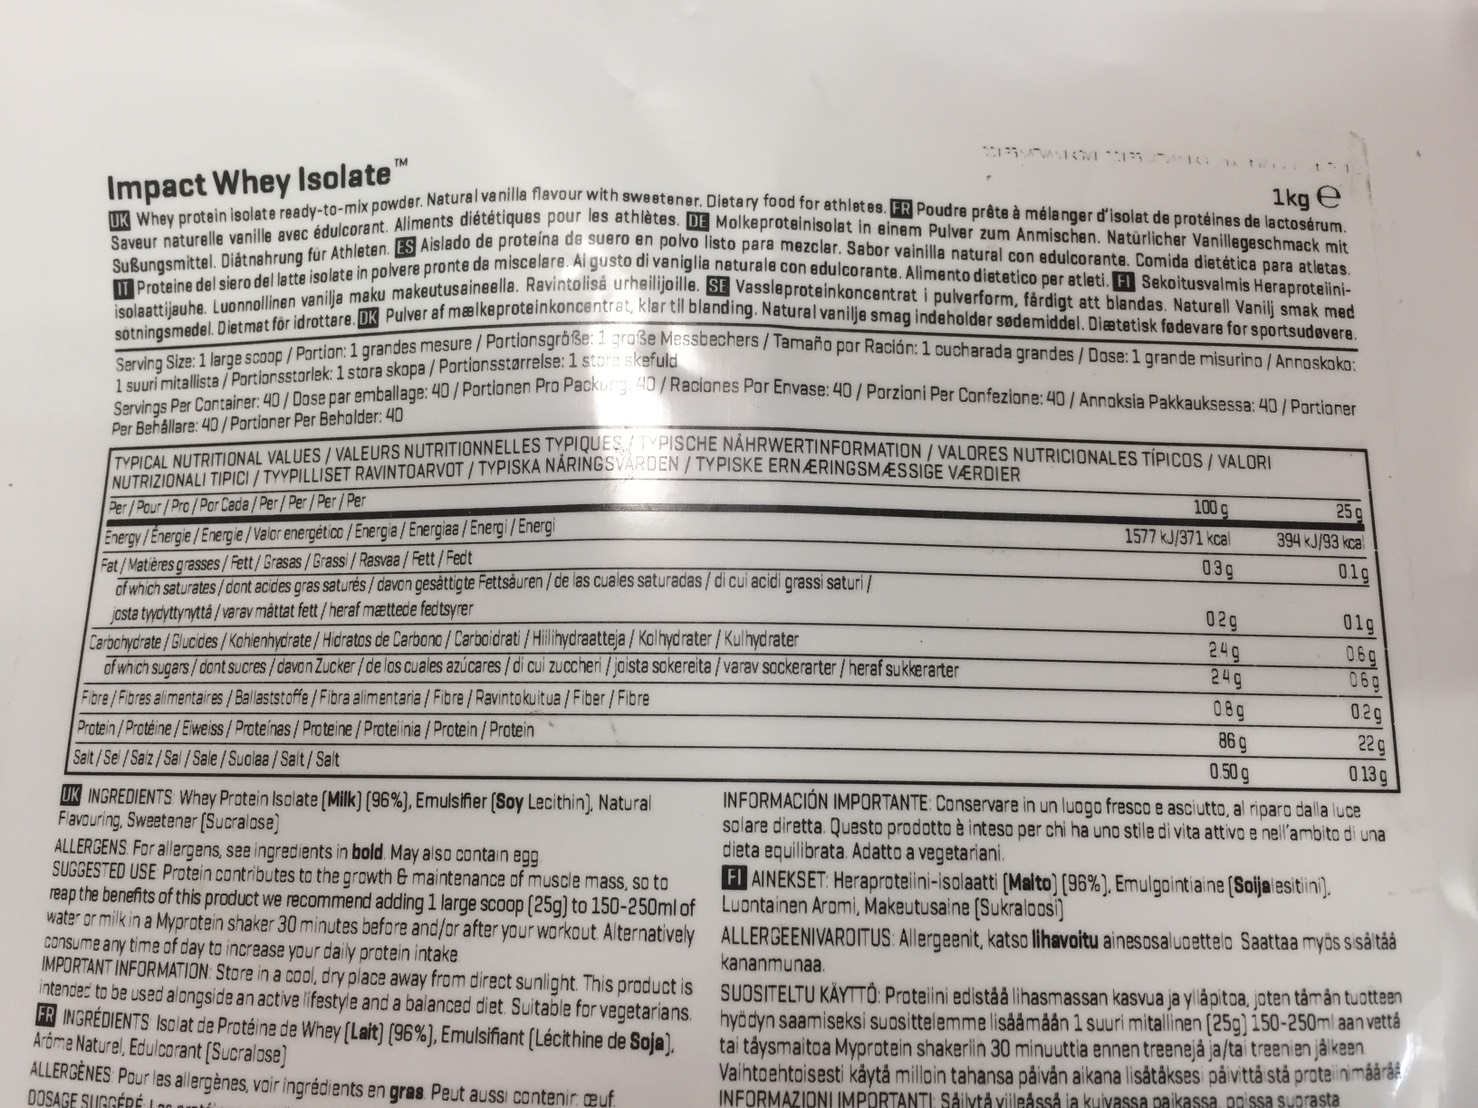 Impact Whey Isolate™
1kg ℮
UK Whey protein isolate ready-to-mix powder. Natural vanilla flavour with sweetener. Dietary food for athletes. FR Poudre prête à mélanger d'isolat de protéines de lactosérum.
Saveur naturelle vanille avec édulcorant. Aliments diététiques pour les athlètes. DE Molkeproteinisolat in einem Pulver zum Anmischen. Natürlicher Vanillegeschmack mit
Süßungsmittel. Diätnahrung für Athleten. ES Aislado de proteína de suero en polvo listo para mezclar. Sabor vainilla natural con edulcorante. Comida dietética para atletas.
IT Proteine del siero del latte isolate in polvere pronte da miscelare. Al gusto di vaniglia naturale con edulcorante. Alimento dietetico per atleti. FI Sekoitusvalmis Heraproteiini-
isolaattijauhe. Luonnollinen vanilja maku makeutusaineella. Ravintolisä urheilijoille. SE Vassleproteinkoncentrat i pulverform, färdigt att blandas. Naturell Vanilj smak med
sötningsmedel. Dietmat för idrottare. DK Pulver af mælkeproteinkoncentrat, klar til blanding. Natural vanilje smag indeholder sødemiddel. Diætetisk fødevare for sportsudøvere.
Serving Size: 1 large scoop / Portion: 1 grandes mesure / Portionsgröße: 1 große Messbechers / Tamaño por Ración: 1 cucharada grandes / Dose: 1 grande misurino / Annoskoko:
1 suuri mitallista / Portionsstorlek: 1 stora skopa / Portionsstørrelse: 1 store skefuld
Servings Per Container: 40 / Dose par emballage: 40 / Portionen Pro Packung: 40 / Raciones Por Envase: 40 / Porzioni Per Confezione: 40 / Annoksia Pakkauksessa: 40 / Portioner
Per Behållare: 40 / Portioner Per Beholder: 40
TYPICAL NUTRITIONAL VALUES / VALEURS NUTRITIONNELLES TYPIQUES / TYPISCHE NÄHRWERTINFORMATION / VALORES NUTRICIONALES TÍPICOS / VALORI
NUTRIZIONALI TIPICI / TYYPILLISET RAVINTOARVOT / TYPISKA NÄRINGSVÄRDEN / TYPISKE ERNÆRINGSMÆSSIGE VÆRDIER
Per / Pour / Pro / Por Cada / Per / Per / Per / Per 100 g 25 g
Energy / Énergie / Energie / Valor energético / Energia / Energiaa / Energi / Energi 1577 kJ/371 kcal 394 kJ/93 kcal
Fat / Matières grasses / Fett / Grasas / Grassi / Rasvaa / Fett / Fedt 0.3 g 0.1 g
of which saturates / dont acides gras saturés / davon gesättigte Fettsäuren / de las cuales saturadas / di cui acidi grassi saturi /
josta tyydyttynyttä / varav mättat fett / heraf mættede fedtsyrer 0.2 g 0.1 g
Carbohydrate / Glucides / Kohlenhydrate / Hidratos de Carbono / Carboidrati / Hiilihydraatteja / Kolhydrater / Kulhydrater 2.4 g 0.6 g
of which sugars / dont sucres / davon Zucker / de los cuales azúcares / di cui zuccheri / joista sokereita / varav sockerarter / heraf sukkerarter 2.4 g 0.6 g
Fibre / Fibres alimentaires / Ballaststoffe / Fibra alimentaria / Fibre / Ravintokuitua / Fiber / Fibre 0.8 g 0.2 g
Protein / Protéine / Eiweiss / Proteínas / Proteine / Proteiinia / Protein / Protein 86 g 22 g
Salt / Sel / Salz / Sal / Sale / Suolaa / Salt / Salt 0.50 g 0.13 g
UK INGREDIENTS: Whey Protein Isolate (Milk) (96%), Emulsifier (Soy Lecithin), Natural
Flavouring, Sweetener (Sucralose)
ALLERGENS: For allergens, see ingredients in bold. May also contain egg
SUGGESTED USE: Protein contributes to the growth & maintenance of muscle mass, so to
reap the benefits of this product we recommend adding 1 large scoop (25g) to 150-250ml of
water or milk in a Myprotein shaker 30 minutes before and/or after your workout. Alternatively
consume any time of day to increase your daily protein intake.
IMPORTANT INFORMATION: Store in a cool, dry place away from direct sunlight. This product is
intended to be used alongside an active lifestyle and a balanced diet. Suitable for vegetarians.
FR INGRÉDIENTS: Isolat de Protéine de Whey (Lait) (96%), Emulsifiant (Lécithine de Soja),
Arôme Naturel, Edulcorant (Sucralose)
ALLERGÈNES: Pour les allergènes, voir ingrédients en gras. Peut aussi contenir: œuf.
DOSAGE SUGGÉRÉ:
INFORMACIÓN IMPORTANTE: Conservare in un luogo fresco e asciutto, al riparo dalla luce
solare diretta. Questo prodotto è inteso per chi ha uno stile di vita attivo e nell'ambito di una
dieta equilibrata. Adatto a vegetariani.
FI AINEKSET: Heraproteiini-isolaatti (Maito) (96%), Emulgointiaine (Soijalesitiini),
Luontainen Aromi, Makeutusaine (Sukraloosi)
ALLERGEENIVAROITUS: Allergeenit, katso lihavoitu ainesosaluettelo. Saattaa myös sisältää
kananmunaa.
SUOSITELTU KÄYTTÖ: Proteiini edistää lihasmassan kasvua ja ylläpitoa, joten tämän tuotteen
hyödyn saamiseksi suosittelemme lisäämään 1 suuri mitallinen (25g) 150-250ml aan vettä
tai täysmaitoa Myprotein shakeriin 30 minuuttia ennen treenejä ja/tai treenien jälkeen.
Vaihtoehtoisesti käytä milloin tahansa päivän aikana lisätäksesi päivittäistä
INFORMAZIONI IMPORTANTI: Säilytä viileässä ja kuivassa paikassa, poissa suorasta